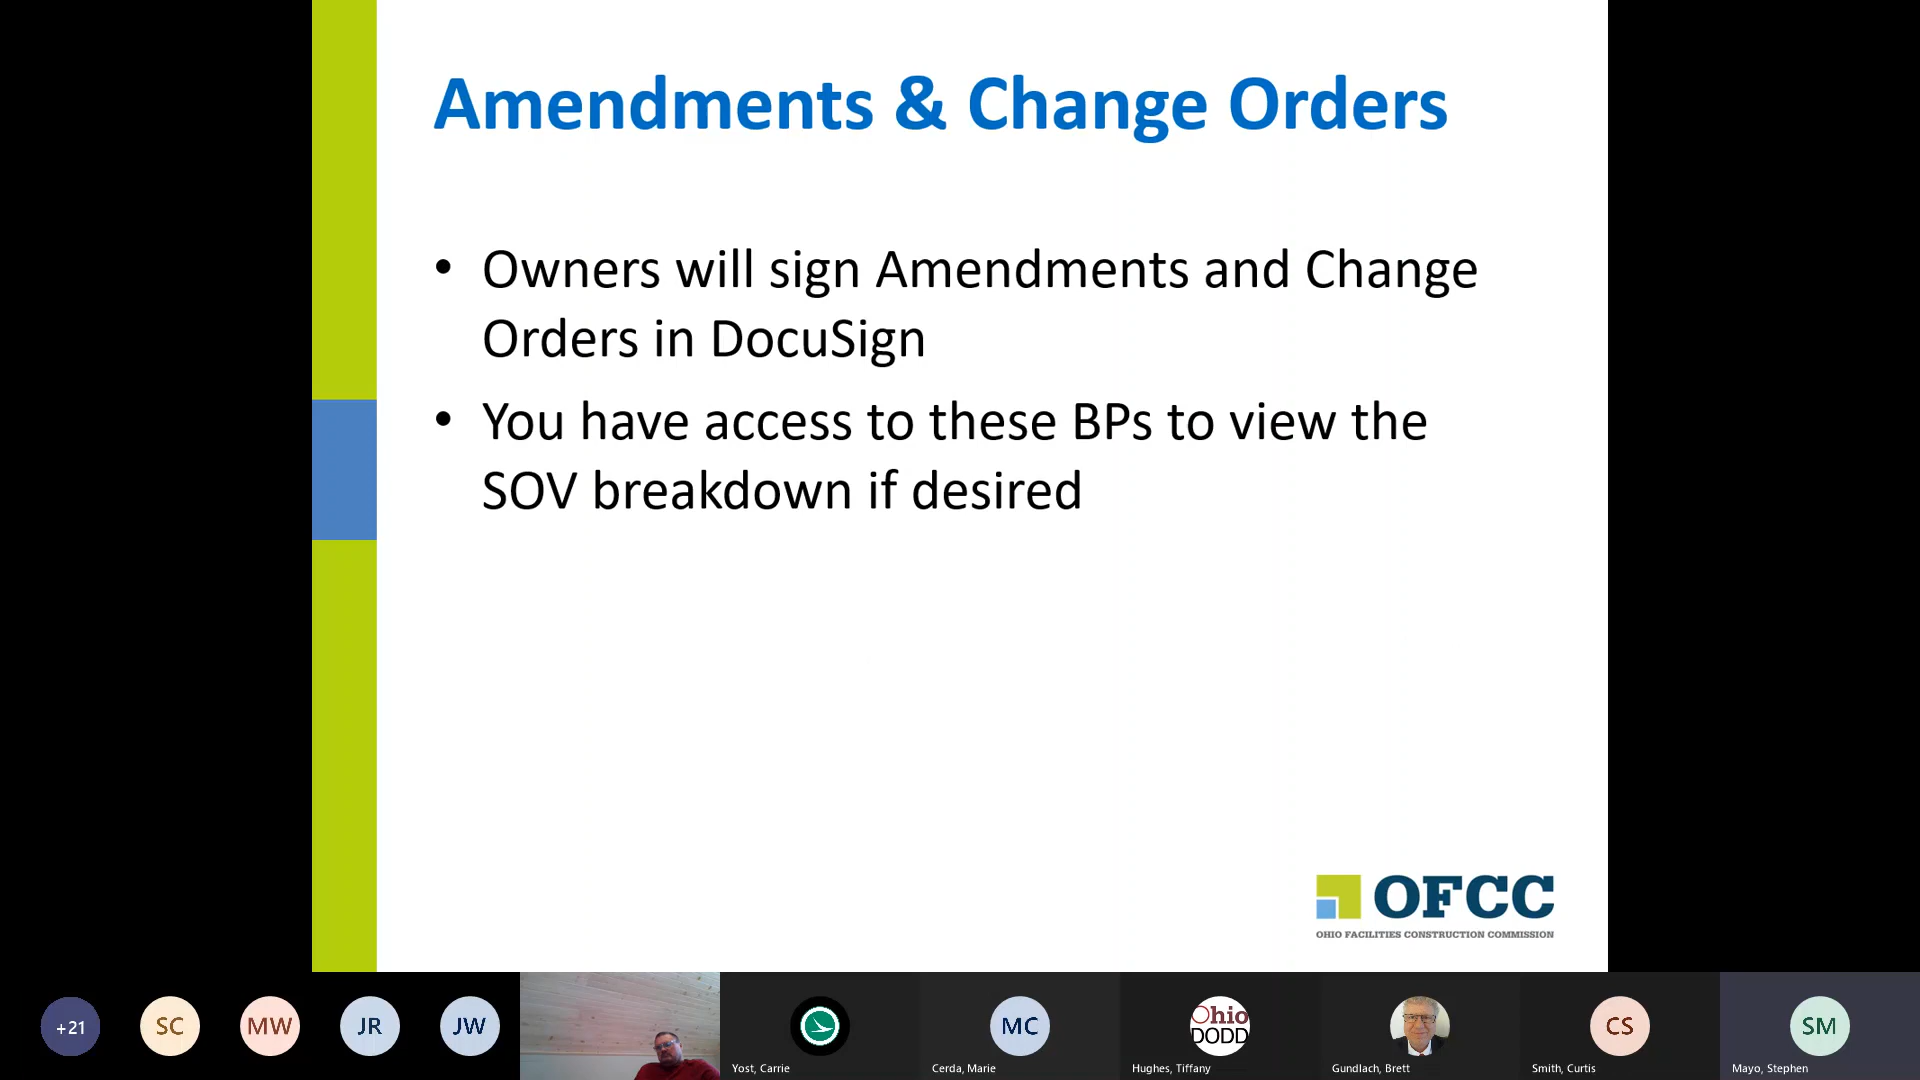 Amendments & Change Orders
• Owners will sign Amendments and Change
Orders in DocuSign
• You have access to these BPs to view the
SOV breakdown if desired
OFCC
OHIO FACILITIES CONSTRUCTION COMMISSION
+21
SC
MW
JR
JW
Yost, Carrie
MC
Cerda, Marie
Ohio
DODD
Hughes, Tiffany
Gundlach, Brett
CS
Smith, Curtis
SM
Mayo, Stephen